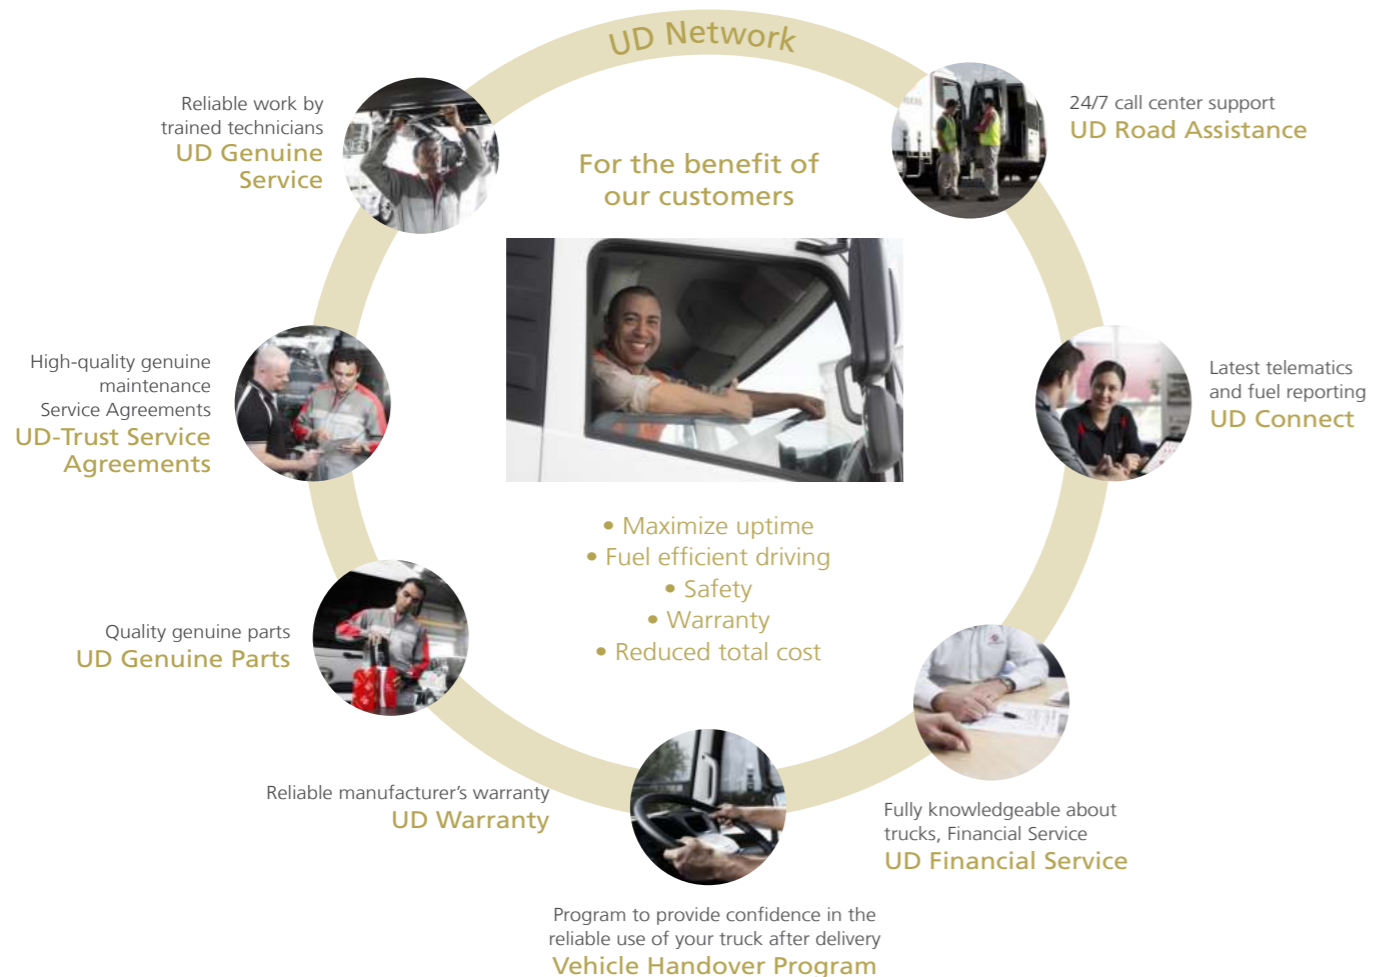 UD Network
Reliable work by
trained technicians
UD Genuine
Service
24/7 call center support
UD Road Assistance
For the benefit of
our customers
High-quality genuine
maintenance
Service Agreements
UD-Trust Service
Agreements
Latest telematics
and fuel reporting
UD Connect
• Maximize uptime
• Fuel efficient driving
• Safety
• Warranty
• Reduced total cost
Quality genuine parts
UD Genuine Parts
Reliable manufacturer’s warranty
UD Warranty
Fully knowledgeable about
trucks, Financial Service
UD Financial Service
Program to provide confidence in the
reliable use of your truck after delivery
Vehicle Handover Program